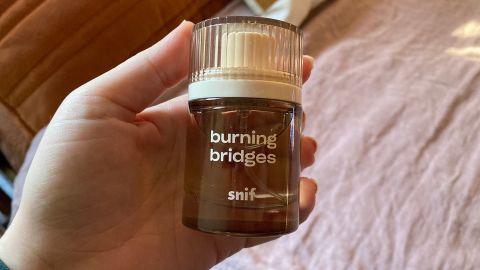 burning
bridges
snif